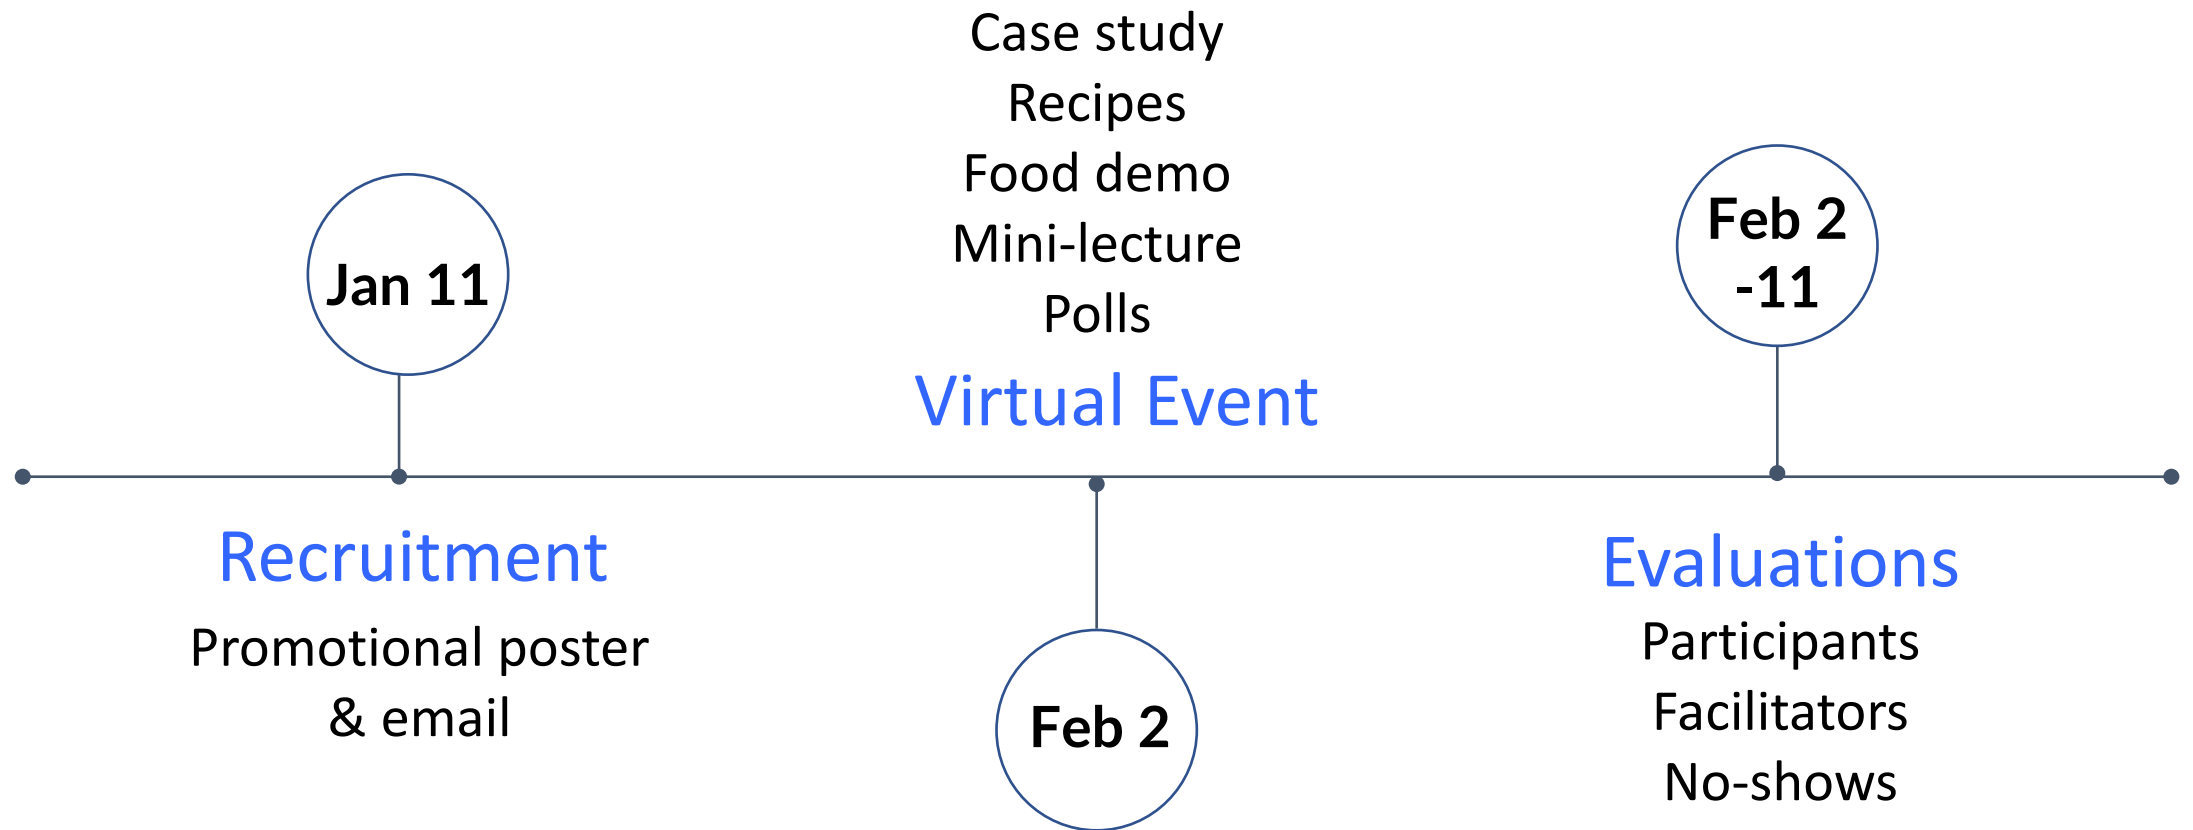 Jan 11
Recruitment
Promotional poster
& email
Case study
Recipes
Food demo
Mini-lecture
Polls
Virtual Event
Feb 2
Feb 2
-11
Evaluations
Participants
Facilitators
No-shows